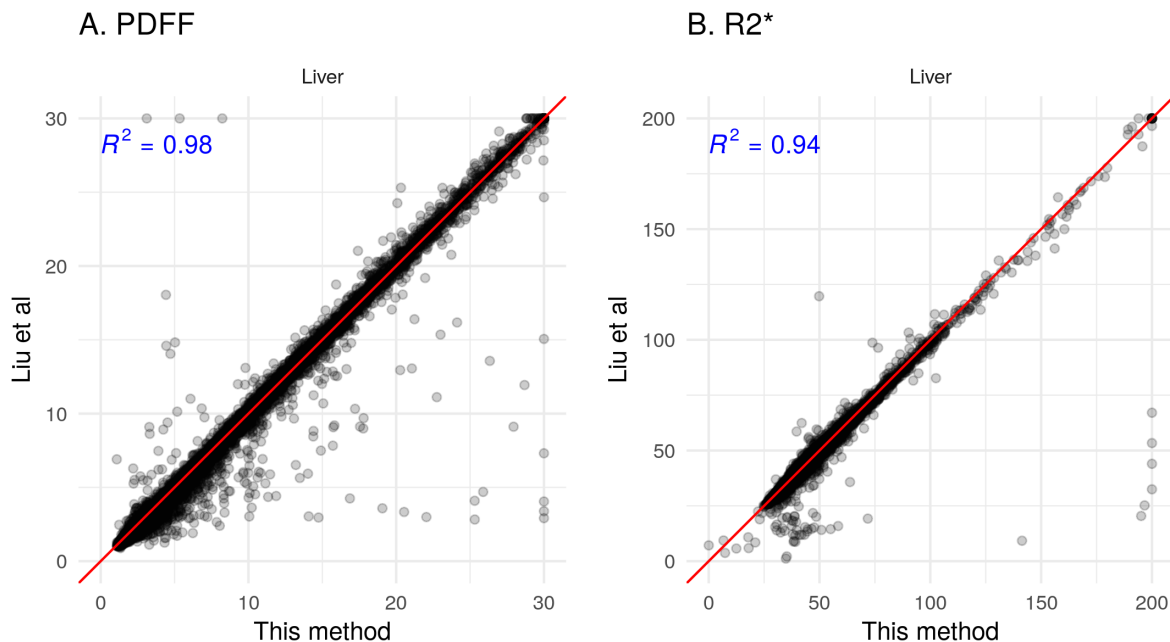 A. PDFF
Liver
R² = 0.98
30
20
10
0
Liu et al
0
10
20
30
This method
B. R2*
Liver
R² = 0.94
200
150
100
50
0
Liu et al
0
50
100
150
200
This method